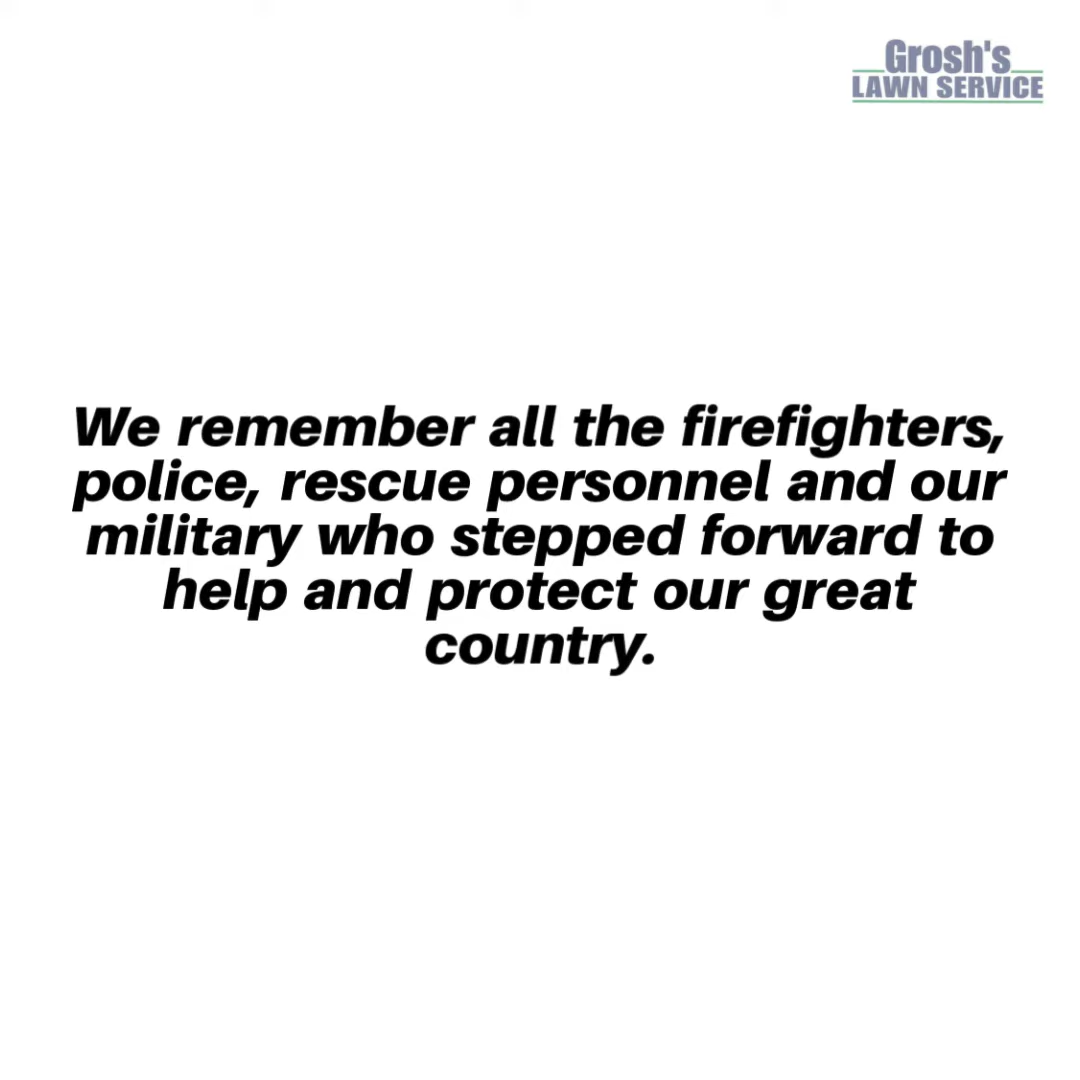 Grosh's
LAWN SERVICE
We remember all the firefighters,
police, rescue personnel and our
military who stepped forward to
help and protect our great
country.